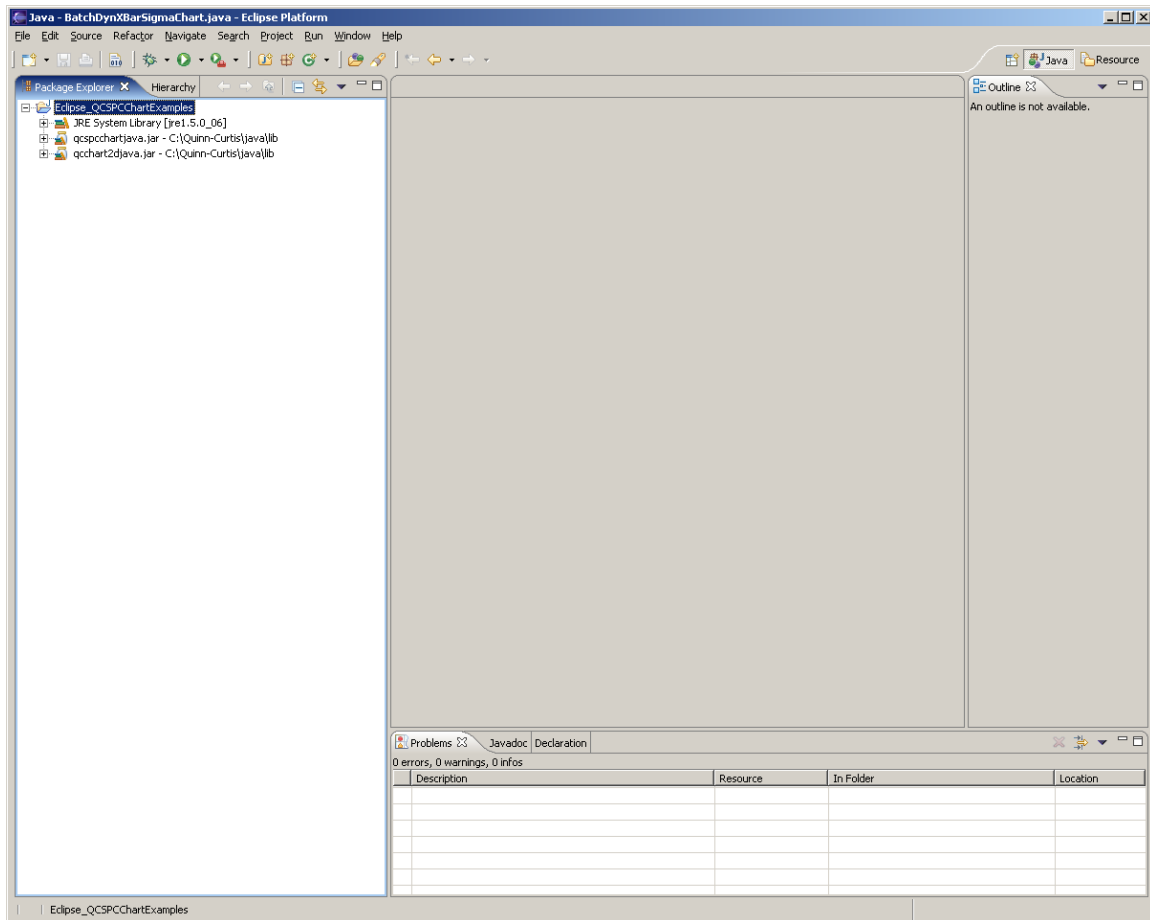 Java - BatchDynXBarSigmaChart.java - Eclipse Platform
File Edit Source Refactor Navigate Search Project Run Window Help
Java Resource
Package Explorer Hierarchy
Outline
Eclipse_QCSPCChartExamples
An outline is not available.
JRE System Library [jre1.5.0_06]
qcspcchartjava.jar - C:\Quinn-Curtis\java\lib
qcchart2djava.jar - C:\Quinn-Curtis\java\lib
Problems Javadoc Declaration
0 errors, 0 warnings, 0 infos
Description Resource In Folder Location
Eclipse_QCSPCChartExamples